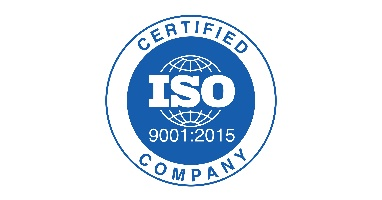 CERTIFIED
ISO
9001:2015
COMPANY